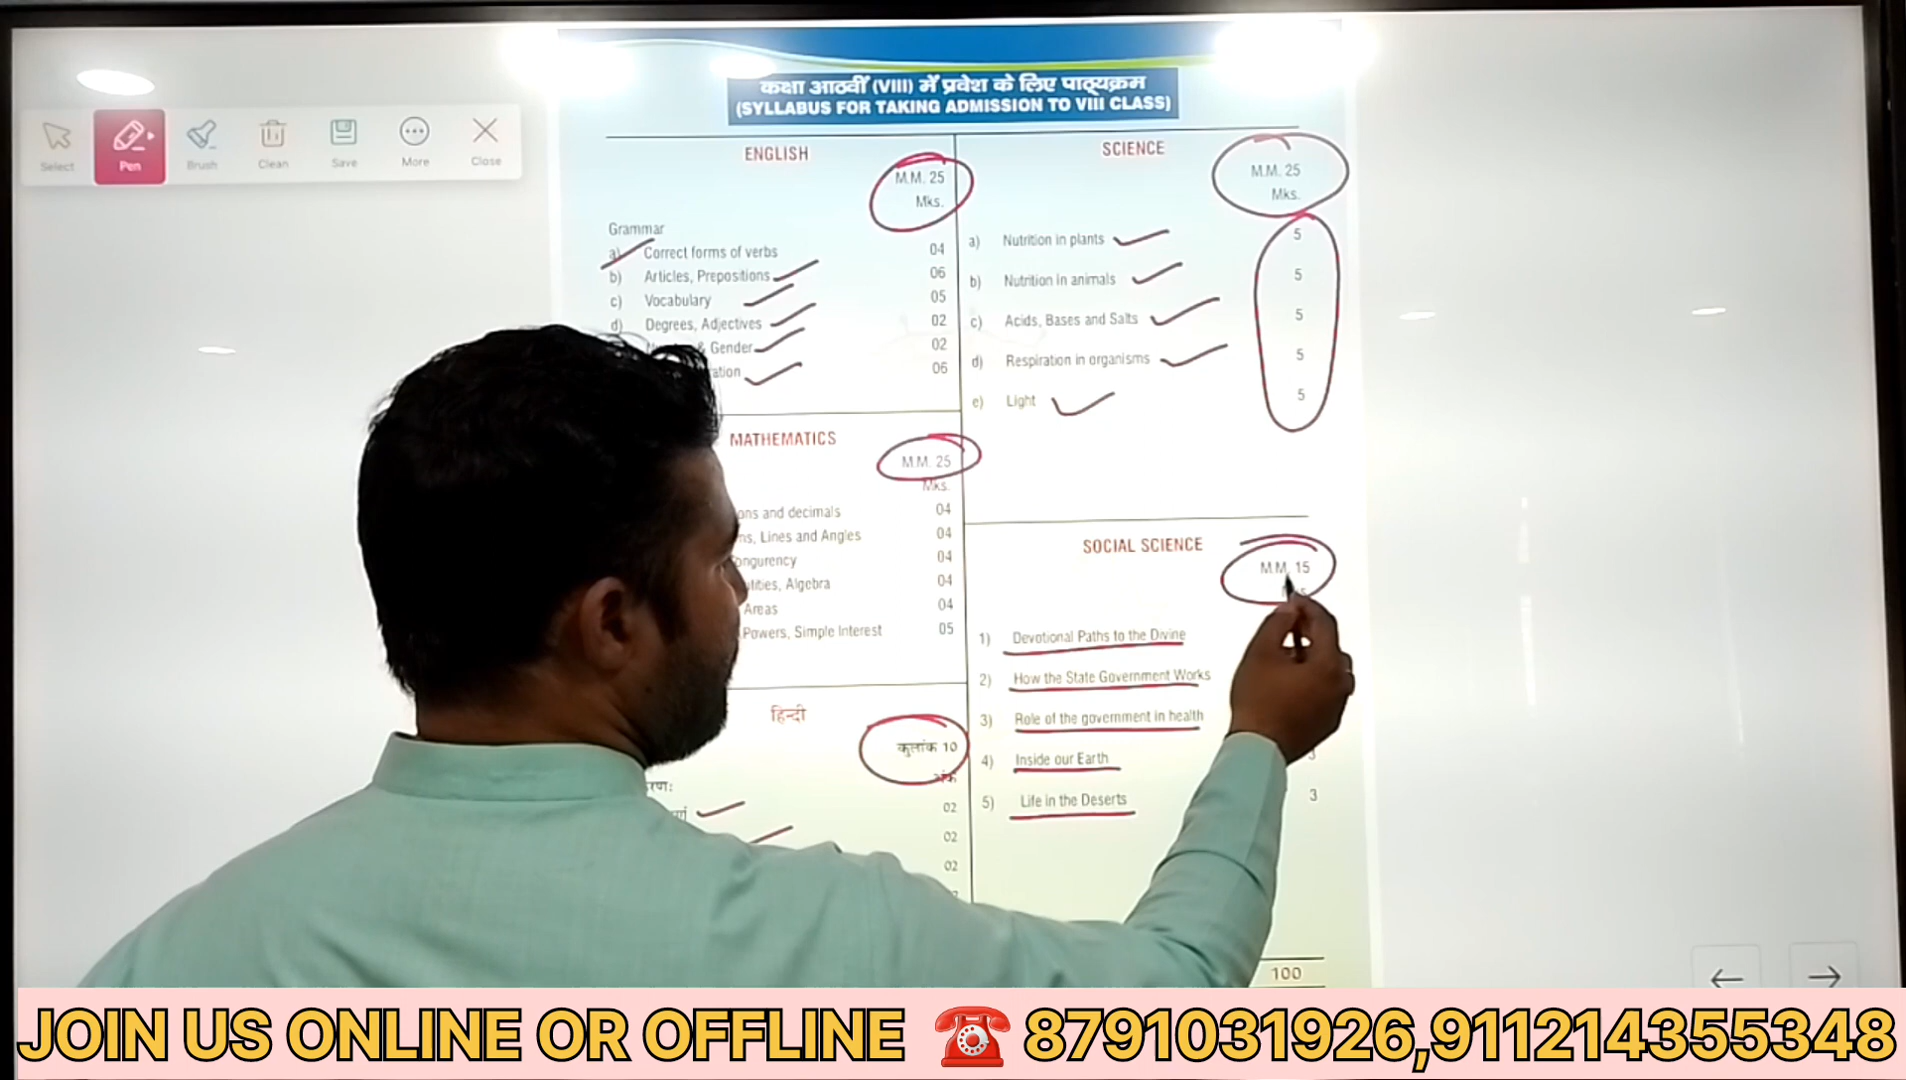 कक्षा आठवीं (VIII) में प्रवेश के लिए पाठ्यक्रम
(SYLLABUS FOR TAKING ADMISSION TO VIII CLASS)
Select
Pen
Brush
Clean
Save
More
Close
ENGLISH
M.M. 25
Mks.
Grammar
a) Correct forms of verbs 04
b) Articles, Prepositions 06
c) Vocabulary 05
d) Degrees, Adjectives 02
& Gender 02
06
MATHEMATICS
M.M. 25
Mks.
and decimals 04
Lines and Angles 04
04
Algebra 04
Areas 04
Powers, Simple Interest 05
हिन्दी
कुलांक 10
अंक
02
02
02
SCIENCE
M.M. 25
Mks.
a) Nutrition in plants 5
b) Nutrition in animals 5
c) Acids, Bases and Salts 5
d) Respiration in organisms 5
e) Light 5
SOCIAL SCIENCE
M.M. 15
1) Devotional Paths to the Divine
2) How the State Government Works
3) Role of the government in health
4) Inside our Earth
5) Life in the Deserts 3
100
JOIN US ONLINE OR OFFLINE ☎️ 8791031926,911214355348